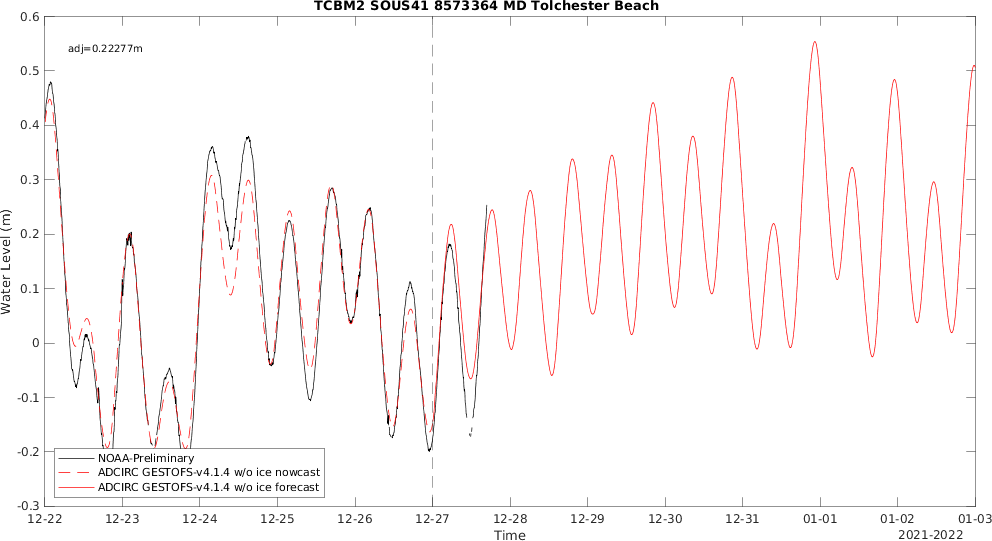 TCBM2 SOUS41 8573364 MD Tolchester Beach
adj=0.22277m
0.6
0.5
0.4
0.3
0.2
0.1
0
-0.1
-0.2
-0.3
Water Level (m)
NOAA-Preliminary
ADCIRC GESTOFS-v4.1.4 w/o ice nowcast
ADCIRC GESTOFS-v4.1.4 w/o ice forecast
12-22 12-23 12-24 12-25 12-26 12-27 12-28 12-29 12-30 12-31 01-01 01-02 01-03
Time
2021-2022